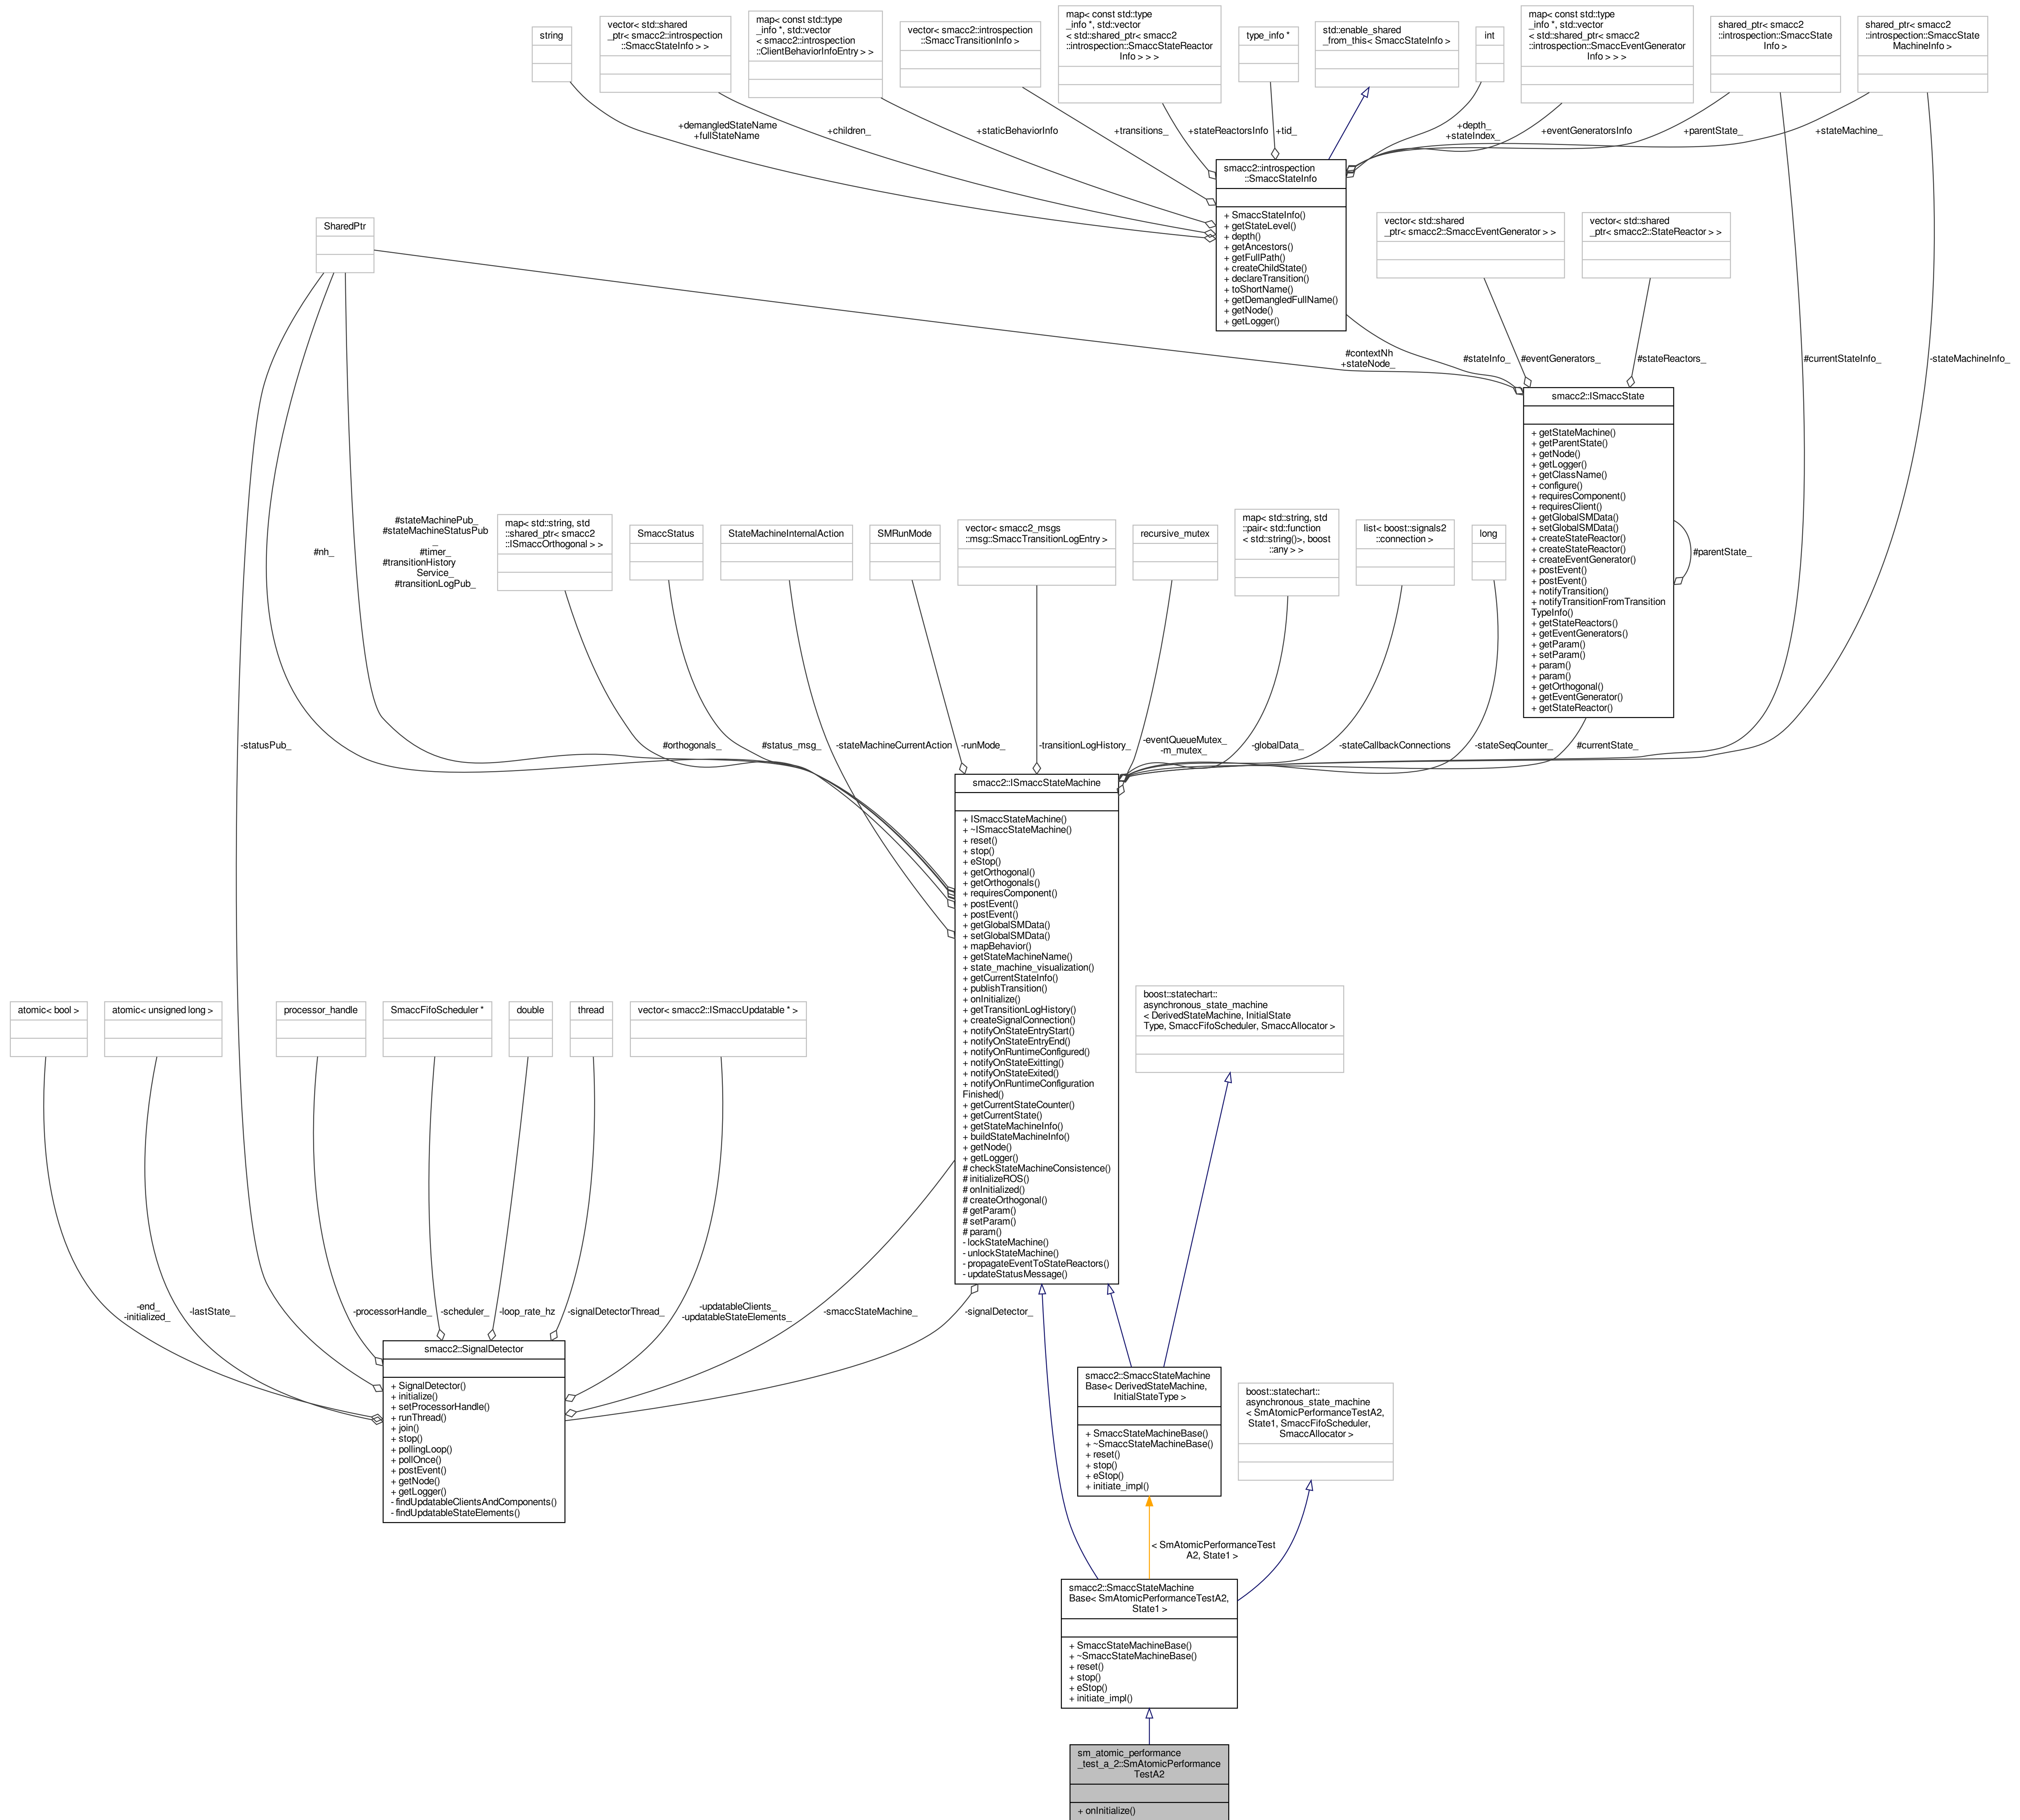 string
vector< std::shared
_ptr< smacc2::introspection
::SmaccStateInfo > >
map< const std::type
_info *, std::vector
< smacc2::introspection
::ClientBehaviorInfoEntry > >
vector< smacc2::introspection
::SmaccTransitionInfo >
map< const std::type
_info *, std::vector
< std::shared_ptr< smacc2
::introspection::SmaccStateReactor
Info > > >
type_info *
std::enable_shared
_from_this< SmaccStateInfo >
int
map< const std::type
_info *, std::vector
< std::shared_ptr< smacc2
::introspection::SmaccEventGenerator
Info > > >
shared_ptr< smacc2
::introspection::SmaccState
Info >
shared_ptr< smacc2
::introspection::SmaccState
MachineInfo >
+demangledStateName
+fullStateName
+children_
+staticBehaviorInfo
+transitions_
+stateReactorsInfo
+tid_
+depth_
+stateIndex_
+eventGeneratorsInfo
+parentState_
+stateMachine_
smacc2::introspection
::SmaccStateInfo
+ SmaccStateInfo()
+ getStateLevel()
+ depth()
+ getAncestors()
+ getFullPath()
+ createChildState()
+ declareTransition()
+ toShortName()
+ getDemangledFullName()
+ getNode()
+ getLogger()
SharedPtr
vector< std::shared
_ptr< smacc2::SmaccEventGenerator > >
vector< std::shared
_ptr< smacc2::StateReactor > >
#contextNh
+stateNode_
#stateInfo_
#eventGenerators_
#stateReactors_
#currentStateInfo_
-stateMachineInfo_
smacc2::ISmaccState
+ getStateMachine()
+ getParentState()
+ getNode()
+ getLogger()
+ getClassName()
+ configure()
+ requiresComponent()
+ requiresClient()
+ getGlobalSMData()
+ setGlobalSMData()
+ createStateReactor()
+ createStateReactor()
+ createEventGenerator()
+ postEvent()
+ postEvent()
+ notifyTransition()
+ notifyTransitionFromTransition
TypeInfo()
+ getStateReactors()
+ getEventGenerators()
+ getParam()
+ setParam()
+ param()
+ param()
+ getOrthogonal()
+ getEventGenerator()
+ getStateReactor()
#parentState_
#nh_
#stateMachinePub_
#stateMachineStatusPub
_
#timer_
#transitionHistory
Service_
#transitionLogPub_
map< std::string, std
::shared_ptr< smacc2
::ISmaccOrthogonal > >
SmaccStatus
StateMachineInternalAction
SMRunMode
vector< smacc2_msgs
::msg::SmaccTransitionLogEntry >
recursive_mutex
map< std::string, std
::pair< std::function
< std::string()>, boost
::any > >
list< boost::signals2
::connection >
long
-statusPub_
#orthogonals_
#status_msg_
-stateMachineCurrentAction
-runMode_
-transitionLogHistory_
-eventQueueMutex_
-m_mutex_
-globalData_
-stateCallbackConnections
-stateSeqCounter_
#currentState_
smacc2::ISmaccStateMachine
+ ISmaccStateMachine()
+ ~ISmaccStateMachine()
+ reset()
+ stop()
+ eStop()
+ getOrthogonal()
+ getOrthogonals()
+ requiresComponent()
+ postEvent()
+ postEvent()
+ getGlobalSMData()
+ setGlobalSMData()
+ mapBehavior()
+ getStateMachineName()
+ state_machine_visualization()
+ getCurrentStateInfo()
+ publishTransition()
+ onInitialize()
+ getTransitionLogHistory()
+ createSignalConnection()
+ notifyOnStateEntryStart()
+ notifyOnStateEntryEnd()
+ notifyOnRuntimeConfigured()
+ notifyOnStateExitting()
+ notifyOnStateExited()
+ notifyOnRuntimeConfiguration
Finished()
+ getCurrentStateCounter()
+ getCurrentState()
+ getStateMachineInfo()
+ buildStateMachineInfo()
+ getNode()
+ getLogger()
# checkStateMachineConsistence()
# initializeROS()
# onInitialized()
# createOrthogonal()
# getParam()
# setParam()
# param()
- lockStateMachine()
- unlockStateMachine()
- propagateEventToStateReactors()
- updateStatusMessage()
atomic< bool >
atomic< unsigned long >
processor_handle
SmaccFifoScheduler *
double
thread
vector< smacc2::ISmaccUpdatable * >
boost::statechart::
asynchronous_state_machine
< DerivedStateMachine, InitialState
Type, SmaccFifoScheduler, SmaccAllocator >
-end_
-initialized_
-lastState_
-processorHandle_
-scheduler_
-loop_rate_hz
-signalDetectorThread_
-updatableClients_
-updatableStateElements_
-smaccStateMachine_
-signalDetector_
smacc2::SignalDetector
+ SignalDetector()
+ initialize()
+ setProcessorHandle()
+ runThread()
+ join()
+ stop()
+ pollingLoop()
+ pollOnce()
+ postEvent()
+ getNode()
+ getLogger()
- findUpdatableClientsAndComponents()
- findUpdatableStateElements()
smacc2::SmaccStateMachine
Base< DerivedStateMachine,
InitialStateType >
+ SmaccStateMachineBase()
+ ~SmaccStateMachineBase()
+ reset()
+ stop()
+ eStop()
+ initiate_impl()
boost::statechart::
asynchronous_state_machine
< SmAtomicPerformanceTestA2,
State1, SmaccFifoScheduler,
SmaccAllocator >
< SmAtomicPerformanceTest
A2, State1 >
smacc2::SmaccStateMachine
Base< SmAtomicPerformanceTestA2,
State1 >
+ SmaccStateMachineBase()
+ ~SmaccStateMachineBase()
+ reset()
+ stop()
+ eStop()
+ initiate_impl()
sm_atomic_performance
_test_a_2::SmAtomicPerformance
TestA2
+ onInitialize()